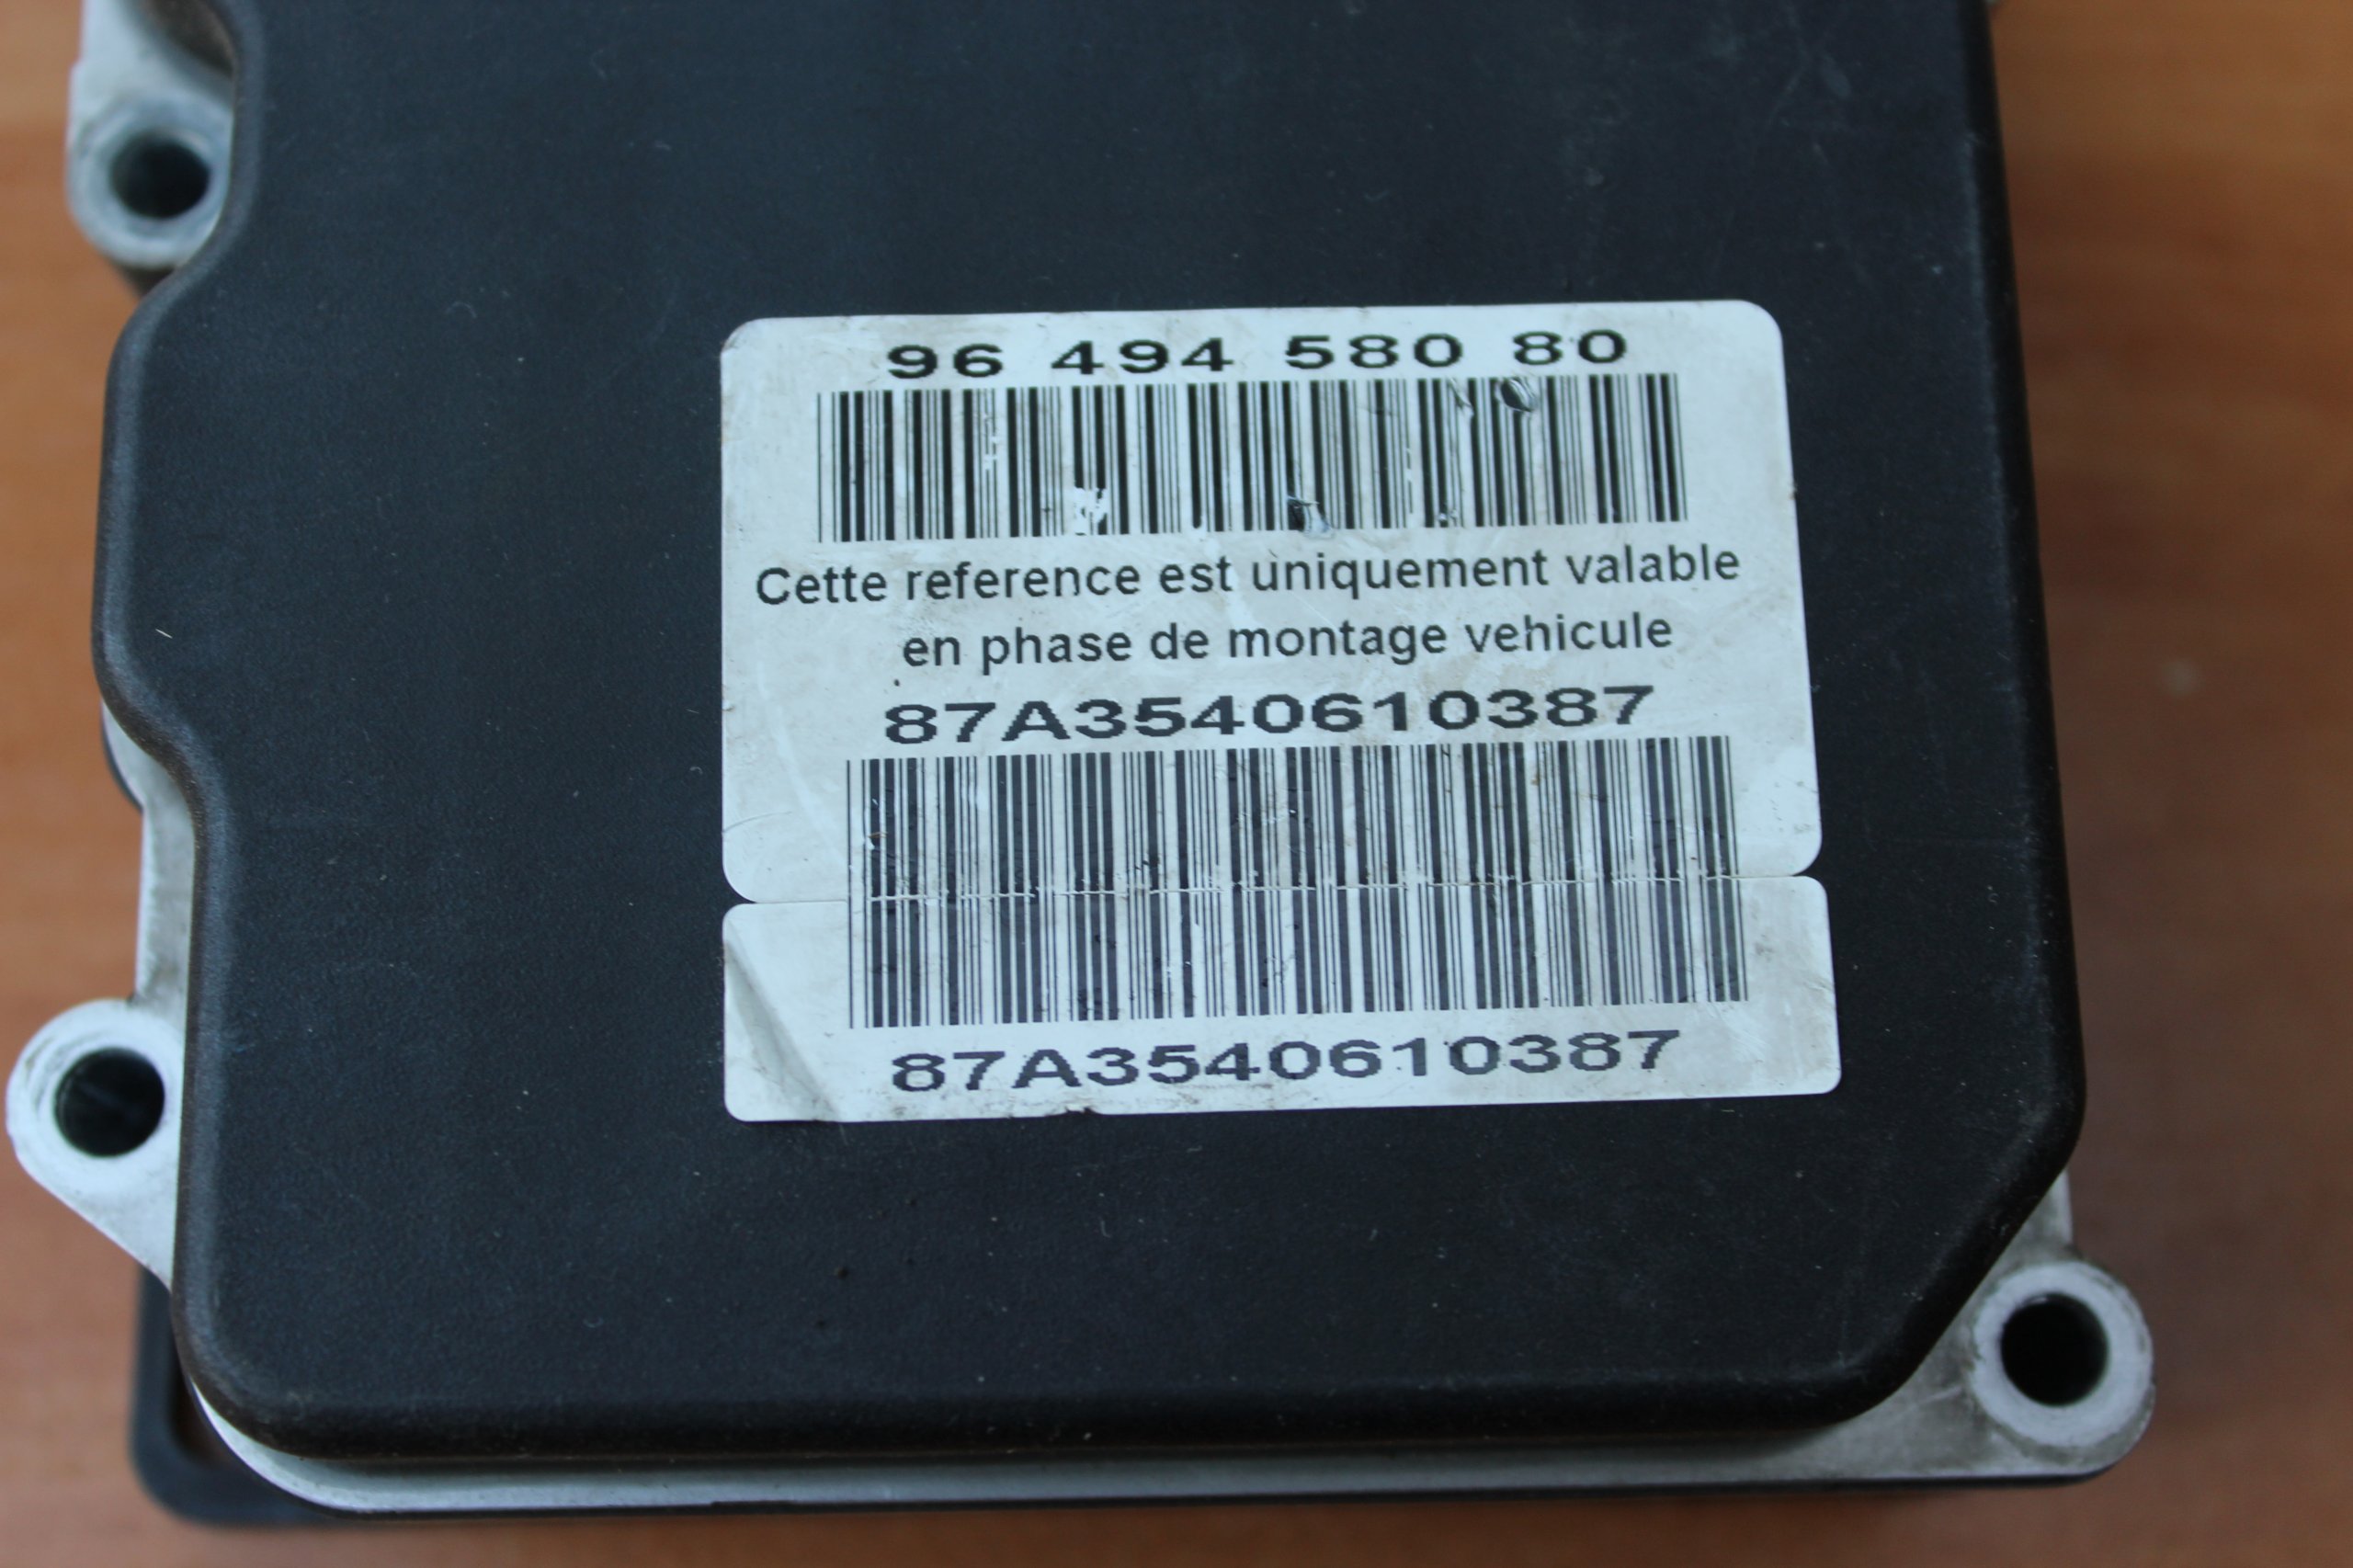 96 494 580 80
Cette reference est uniquement valable
en phase de montage vehicule
87A3540610387
87A3540610387